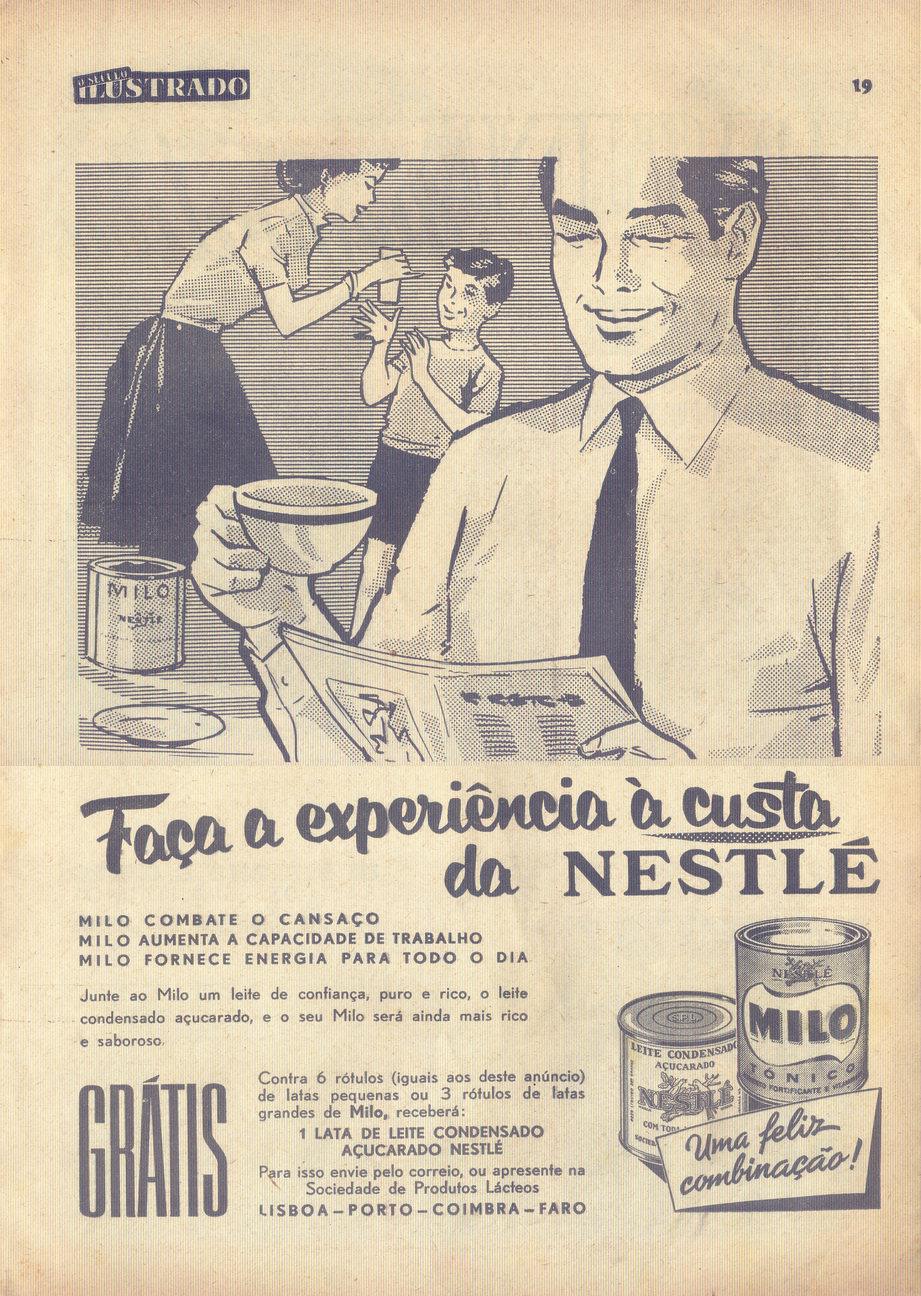 O SÉCULO
ILUSTRADO
19
MILO
NESTLÉ
Faça a experiência à custa
da NESTLÉ
MILO COMBATE O CANSAÇO
MILO AUMENTA A CAPACIDADE DE TRABALHO
MILO FORNECE ENERGIA PARA TODO O DIA
Junte ao Milo um leite de confiança, puro e rico, o leite
condensado açucarado, e o seu Milo será ainda mais rico
e saboroso.
GRÁTIS
Contra 6 rótulos (iguais aos deste anúncio)
de latas pequenas ou 3 rótulos de latas
grandes de Milo, receberá:
1 LATA DE LEITE CONDENSADO
AÇUCARADO NESTLÉ
Para isso envie pelo correio, ou apresente na
Sociedade de Produtos Lácteos
LISBOA—PORTO—COIMBRA—FARO
NESTLÉ
MILO
TÓNICO
FORTIFICANTE E
S.P.L.
LEITE CONDENSADO
AÇUCARADO
NESTLÉ
COM TODA
Uma feliz
combinação!